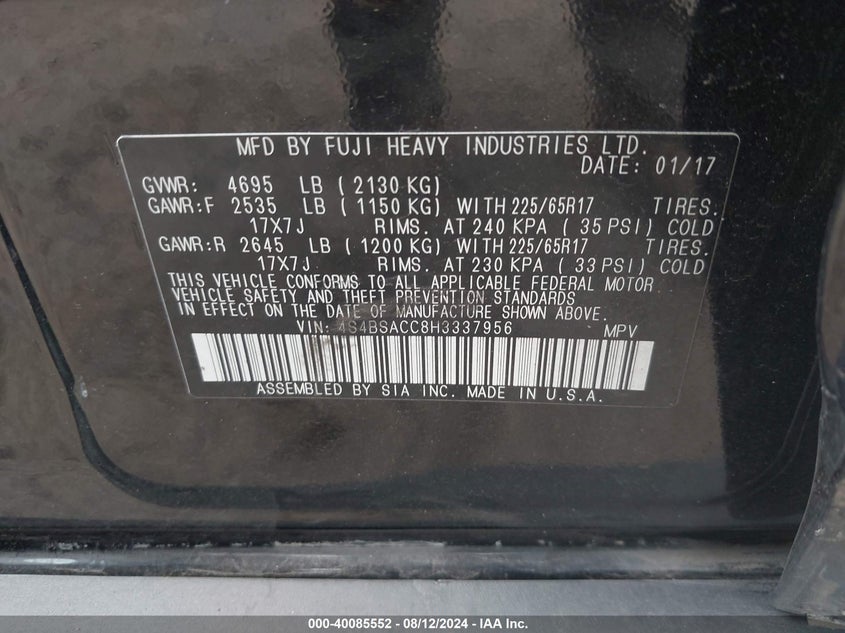 MFD BY FUJI HEAVY INDUSTRIES LTD.
DATE: 01/17
GVWR: 4695 LB ( 2130 KG)
GAWR:F 2535 LB ( 1150 KG) WITH 225/65R17 TIRES.
17X7J RIMS. AT 240 KPA ( 35 PSI) COLD
GAWR:R 2645 LB ( 1200 KG) WITH 225/65R17 TIRES.
17X7J RIMS. AT 230 KPA ( 33 PSI) COLD
THIS VEHICLE CONFORMS TO ALL APPLICABLE FEDERAL MOTOR
VEHICLE SAFETY AND THEFT PREVENTION STANDARDS
IN EFFECT ON THE DATE OF MANUFACTURE SHOWN ABOVE.
VIN: 4S4BSACC8H3337956 MPV
ASSEMBLED BY SIA INC. MADE IN U.S.A.
000-40085552 - 08/12/2024 - IAA Inc.